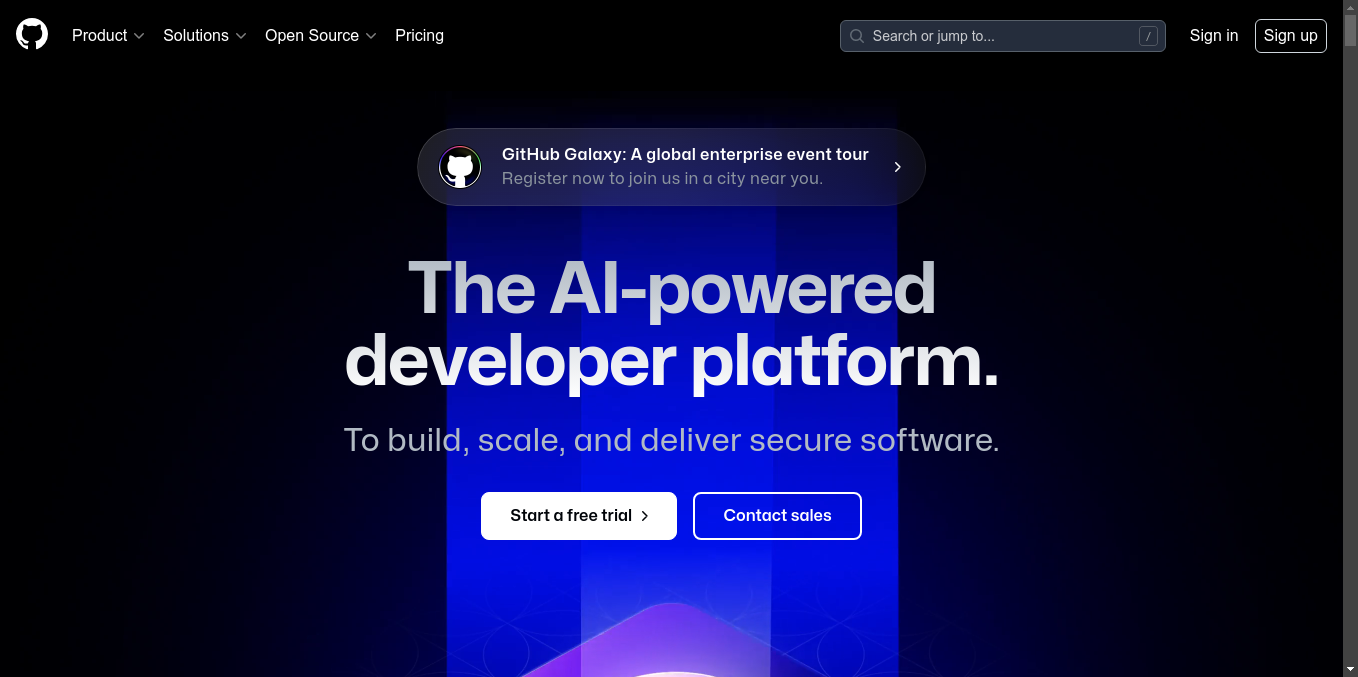 Product Solutions Open Source Pricing Search or jump to... / Sign in Sign up
GitHub Galaxy: A global enterprise event tour
Register now to join us in a city near you.
The AI-powered
developer platform.
To build, scale, and deliver secure software.
Start a free trial Contact sales